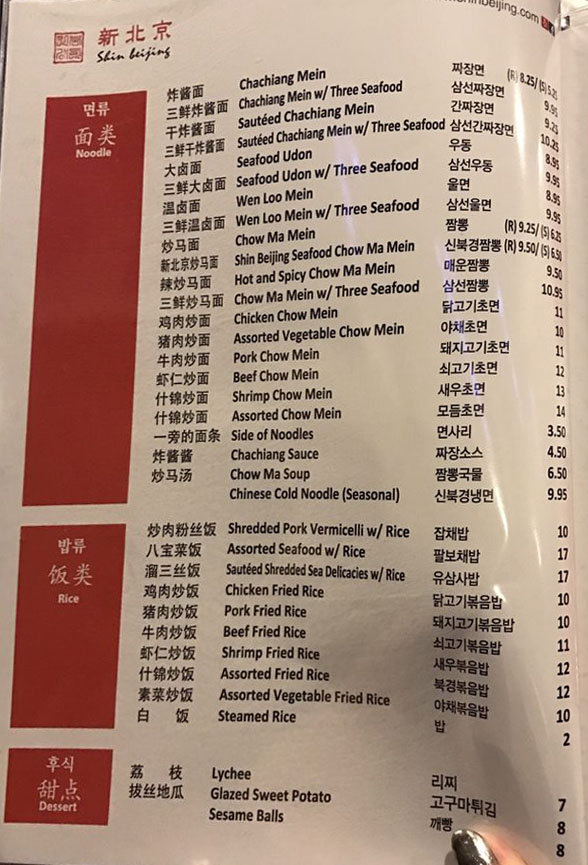 新北京
Shin beijing
shinbeijing.com
면류
面类
Noodle
炸酱面 Chachiang Mein 짜장면 (R) 8.25/ (S) 5.25
三鲜炸酱面 Chachiang Mein w/ Three Seafood 삼선짜장면 9.95
干炸酱面 Sautéed Chachiang Mein 간짜장면 9.25
三鲜干炸酱面 Sautéed Chachiang Mein w/ Three Seafood 삼선간짜장면 10.25
大卤面 Seafood Udon 우동 8.95
三鲜大卤面 Seafood Udon w/ Three Seafood 삼선우동 9.95
温卤面 Wen Loo Mein 울면 8.95
三鲜温卤面 Wen Loo Mein w/ Three Seafood 삼선울면 9.95
炒马面 Chow Ma Mein 짬뽕 (R) 9.25/ (S) 6.25
新北京炒马面 Shin Beijing Seafood Chow Ma Mein 신북경짬뽕 (R) 9.50/ (S) 6.50
辣炒马面 Hot and Spicy Chow Ma Mein 매운짬뽕 9.50
三鲜炒马面 Chow Ma Mein w/ Three Seafood 삼선짬뽕 10.95
鸡肉炒面 Chicken Chow Mein 닭고기초면 11
猪肉炒面 Assorted Vegetable Chow Mein 야채초면 10
牛肉炒面 Pork Chow Mein 돼지고기초면 11
虾仁炒面 Beef Chow Mein 쇠고기초면 12
什锦炒面 Shrimp Chow Mein 새우초면 13
什锦炒面 Assorted Chow Mein 모듬초면 14
一旁的面条 Side of Noodles 면사리 3.50
炸酱酱 Chachiang Sauce 짜장소스 4.50
炒马汤 Chow Ma Soup 짬뽕국물 6.50
Chinese Cold Noodle (Seasonal) 신북경냉면 9.95
밥류
饭类
Rice
炒肉粉丝饭 Shredded Pork Vermicelli w/ Rice 잡채밥 10
八宝菜饭 Assorted Seafood w/ Rice 팔보채밥 17
溜三丝饭 Sautéed Shredded Sea Delicacies w/ Rice 유삼사밥 17
鸡肉炒饭 Chicken Fried Rice 닭고기볶음밥 10
猪肉炒饭 Pork Fried Rice 돼지고기볶음밥 10
牛肉炒饭 Beef Fried Rice 쇠고기볶음밥 11
虾仁炒饭 Shrimp Fried Rice 새우볶음밥 12
什锦炒饭 Assorted Fried Rice 북경볶음밥 12
素菜炒饭 Assorted Vegetable Fried Rice 야채볶음밥 10
白 饭 Steamed Rice 밥 2
후식
甜点
Dessert
荔 枝 Lychee 리찌 7
拔丝地瓜 Glazed Sweet Potato 고구마튀김 8
Sesame Balls 깨빵 8